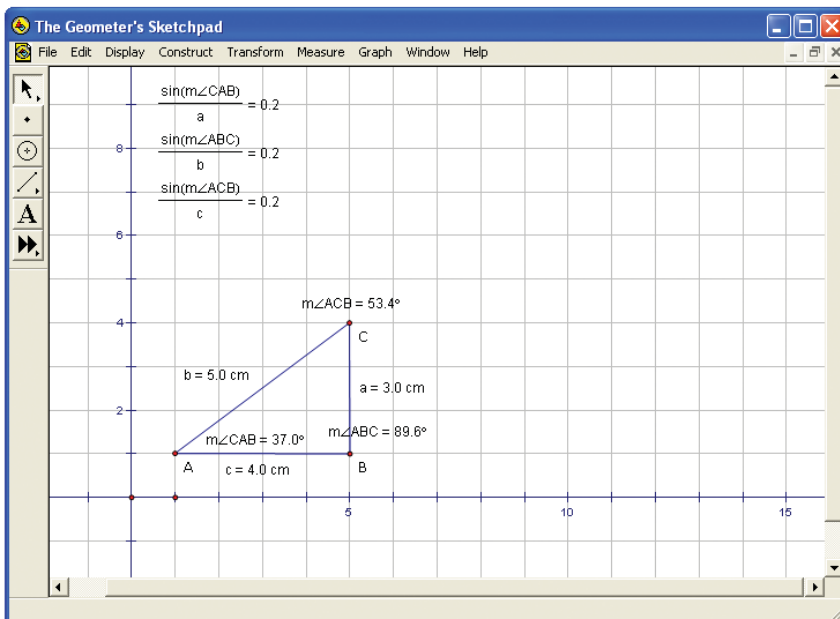 The Geometer's Sketchpad
File Edit Display Construct Transform Measure Graph Window Help
A
sin(m∠CAB)
a
= 0.2
8
sin(m∠ABC)
b
= 0.2
sin(m∠ACB)
c
= 0.2
6
m∠ACB = 53.4°
4
C
b = 5.0 cm
a = 3.0 cm
2
m∠CAB = 37.0°
m∠ABC = 89.6°
A
c = 4.0 cm
B
5
10
15